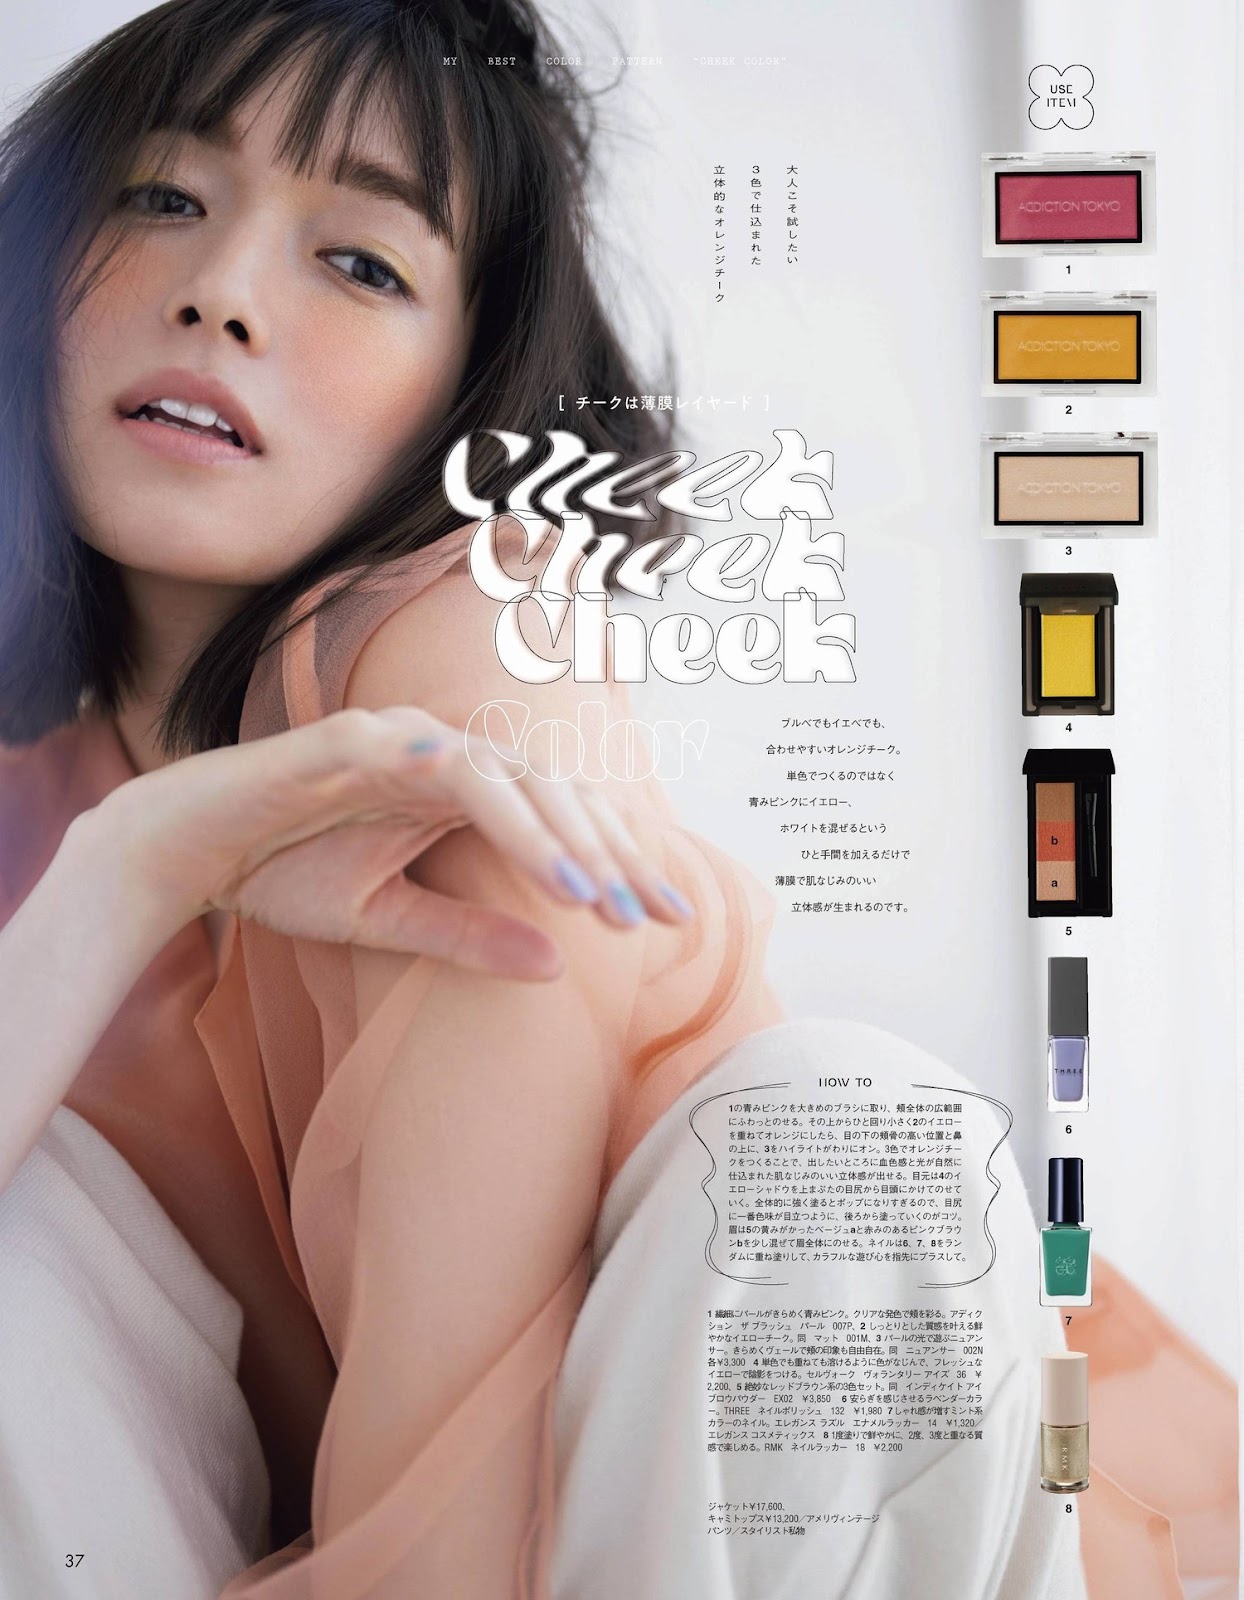 MY BEST COLOR PATTERN "CHEEK COLOR"
USE
ITEM
大人こそ試したい
3色で仕込まれた
立体的なオレンジチーク
ADDICTION TOKYO
1
ADDICTION TOKYO
2
ADDICTION TOKYO
3
4
b
a
5
THREE
6
7
RMK
8
[ チークは薄膜レイヤード ]
Cheek
Cheek
Cheek
Color
ブルベでもイエベでも、
合わせやすいオレンジチーク。
単色でつくるのではなく
青みピンクにイエロー、
ホワイトを混ぜるという
ひと手間を加えるだけで
薄膜で肌なじみのいい
立体感が生まれるのです。
HOW TO
1の青みピンクを大きめのブラシに取り、頰全体の広範囲
にふわっとのせる。その上からひと回り小さく2のイエロー
を重ねてオレンジにしたら、目の下の頰骨の高い位置と鼻
の上に、3をハイライトがわりにオン。3色でオレンジチー
クをつくることで、出したいところに血色感と光が自然に
仕込まれた肌なじみのいい立体感が出せる。目元は4のイ
エローシャドウを上まぶたの目尻から目頭にかけてのせて
いく。全体的に強く塗るとポップになりすぎるので、目尻
に一番色味が目立つように、後ろから塗っていくのがコツ。
眉は5の黄みがかったベージュaと赤みのあるピンクブラウ
ンbを少し混ぜて眉全体にのせる。ネイルは6、7、8をラン
ダムに重ね塗りして、カラフルな遊び心を指先にプラスして。
1 繊細にパールがきらめく青みピンク。クリアな発色で頰を彩る。アディク
ション ザ ブラッシュ パール 007P、2 しっとりとした質感を叶える鮮
やかなイエローチーク。同 マット 001M、3 パールの光で遊ぶニュアン
サー。きらめくヴェールで頰の印象も自由自在。同 ニュアンサー 002N
各¥3,300 4 単色でも重ねても溶けるように色がなじんで、フレッシュな
イエローで陰影をつける。セルヴォーク ヴォランタリー アイズ 36 ¥
2,200、5 絶妙なレッドブラウン系の3色セット。同 インディケイト アイ
ブロウパウダー EX02 ¥3,850 6 安らぎを感じさせるラベンダーカラ
ー。THREE ネイルポリッシュ 132 ¥1,980 7 しゃれ感が増すミント系
カラーのネイル。エレガンス ラズル エナメルラッカー 14 ¥1,320/
エレガンス コスメティックス 8 1度塗りで鮮やかに、2度、3度と重なる質
感で楽しめる。RMK ネイルラッカー 18 ¥2,200
ジャケット¥17,600、
キャミトップス¥13,200/アメリヴィンテージ
パンツ/スタイリスト私物
37